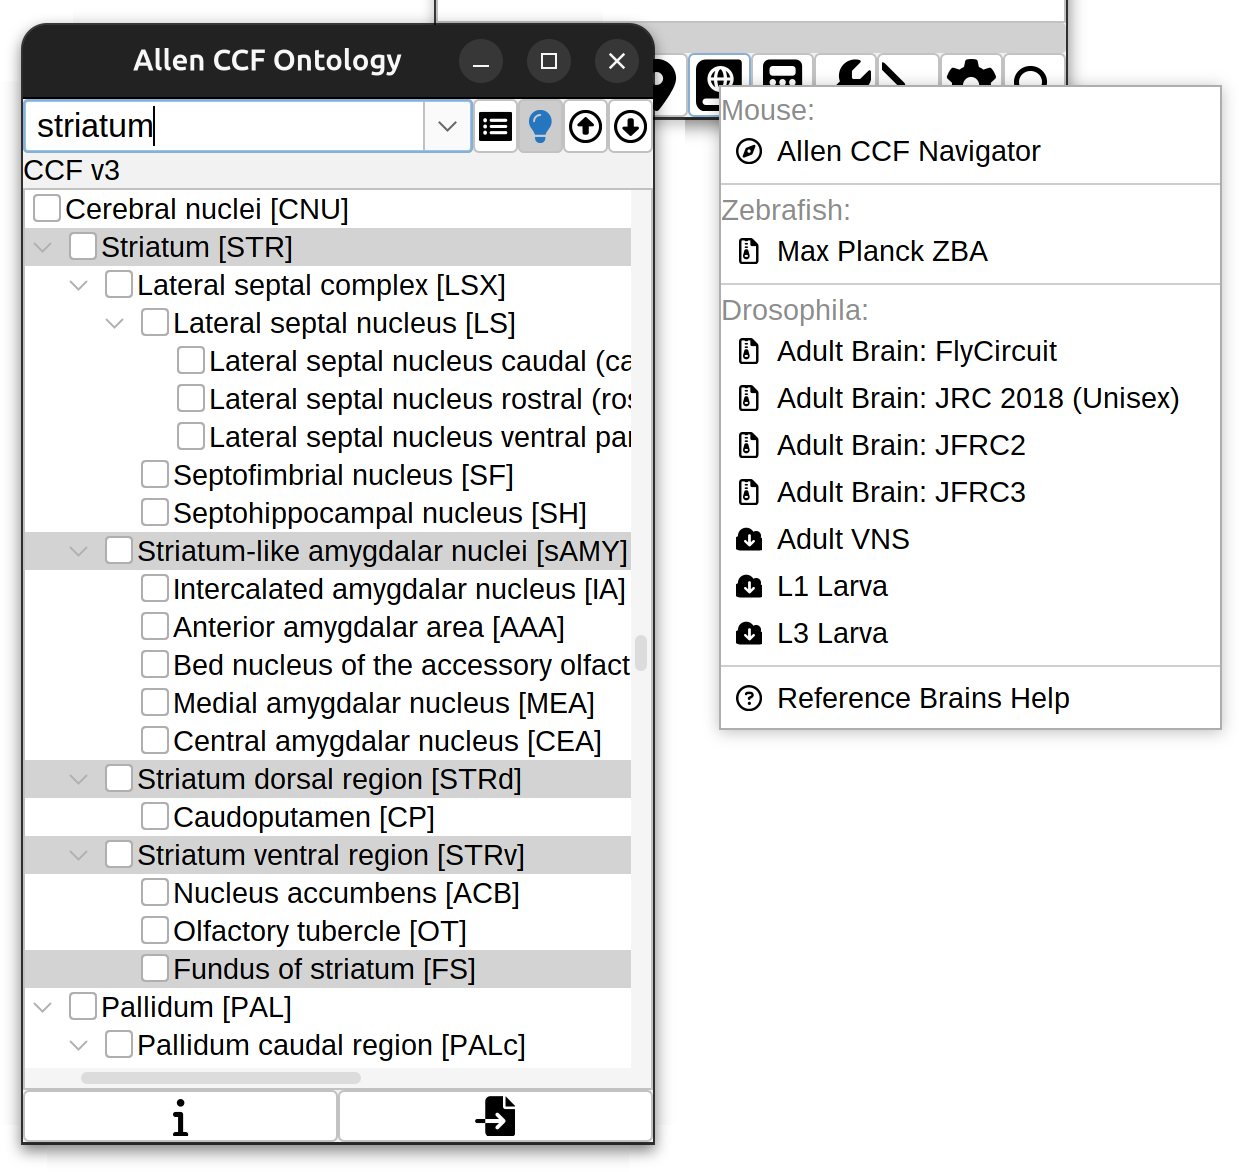 Allen CCF Ontology
striatum
CCF v3
Cerebral nuclei [CNU]
Striatum [STR]
Lateral septal complex [LSX]
Lateral septal nucleus [LS]
Lateral septal nucleus caudal (ca
Lateral septal nucleus rostral (ros
Lateral septal nucleus ventral par
Septofimbrial nucleus [SF]
Septohippocampal nucleus [SH]
Striatum-like amygdalar nuclei [sAMY]
Intercalated amygdalar nucleus [IA]
Anterior amygdalar area [AAA]
Bed nucleus of the accessory olfact
Medial amygdalar nucleus [MEA]
Central amygdalar nucleus [CEA]
Striatum dorsal region [STRd]
Caudoputamen [CP]
Striatum ventral region [STRv]
Nucleus accumbens [ACB]
Olfactory tubercle [OT]
Fundus of striatum [FS]
Pallidum [PAL]
Pallidum caudal region [PALc]
Mouse:
Allen CCF Navigator
Zebrafish:
Max Planck ZBA
Drosophila:
Adult Brain: FlyCircuit
Adult Brain: JRC 2018 (Unisex)
Adult Brain: JFRC2
Adult Brain: JFRC3
Adult VNS
L1 Larva
L3 Larva
Reference Brains Help